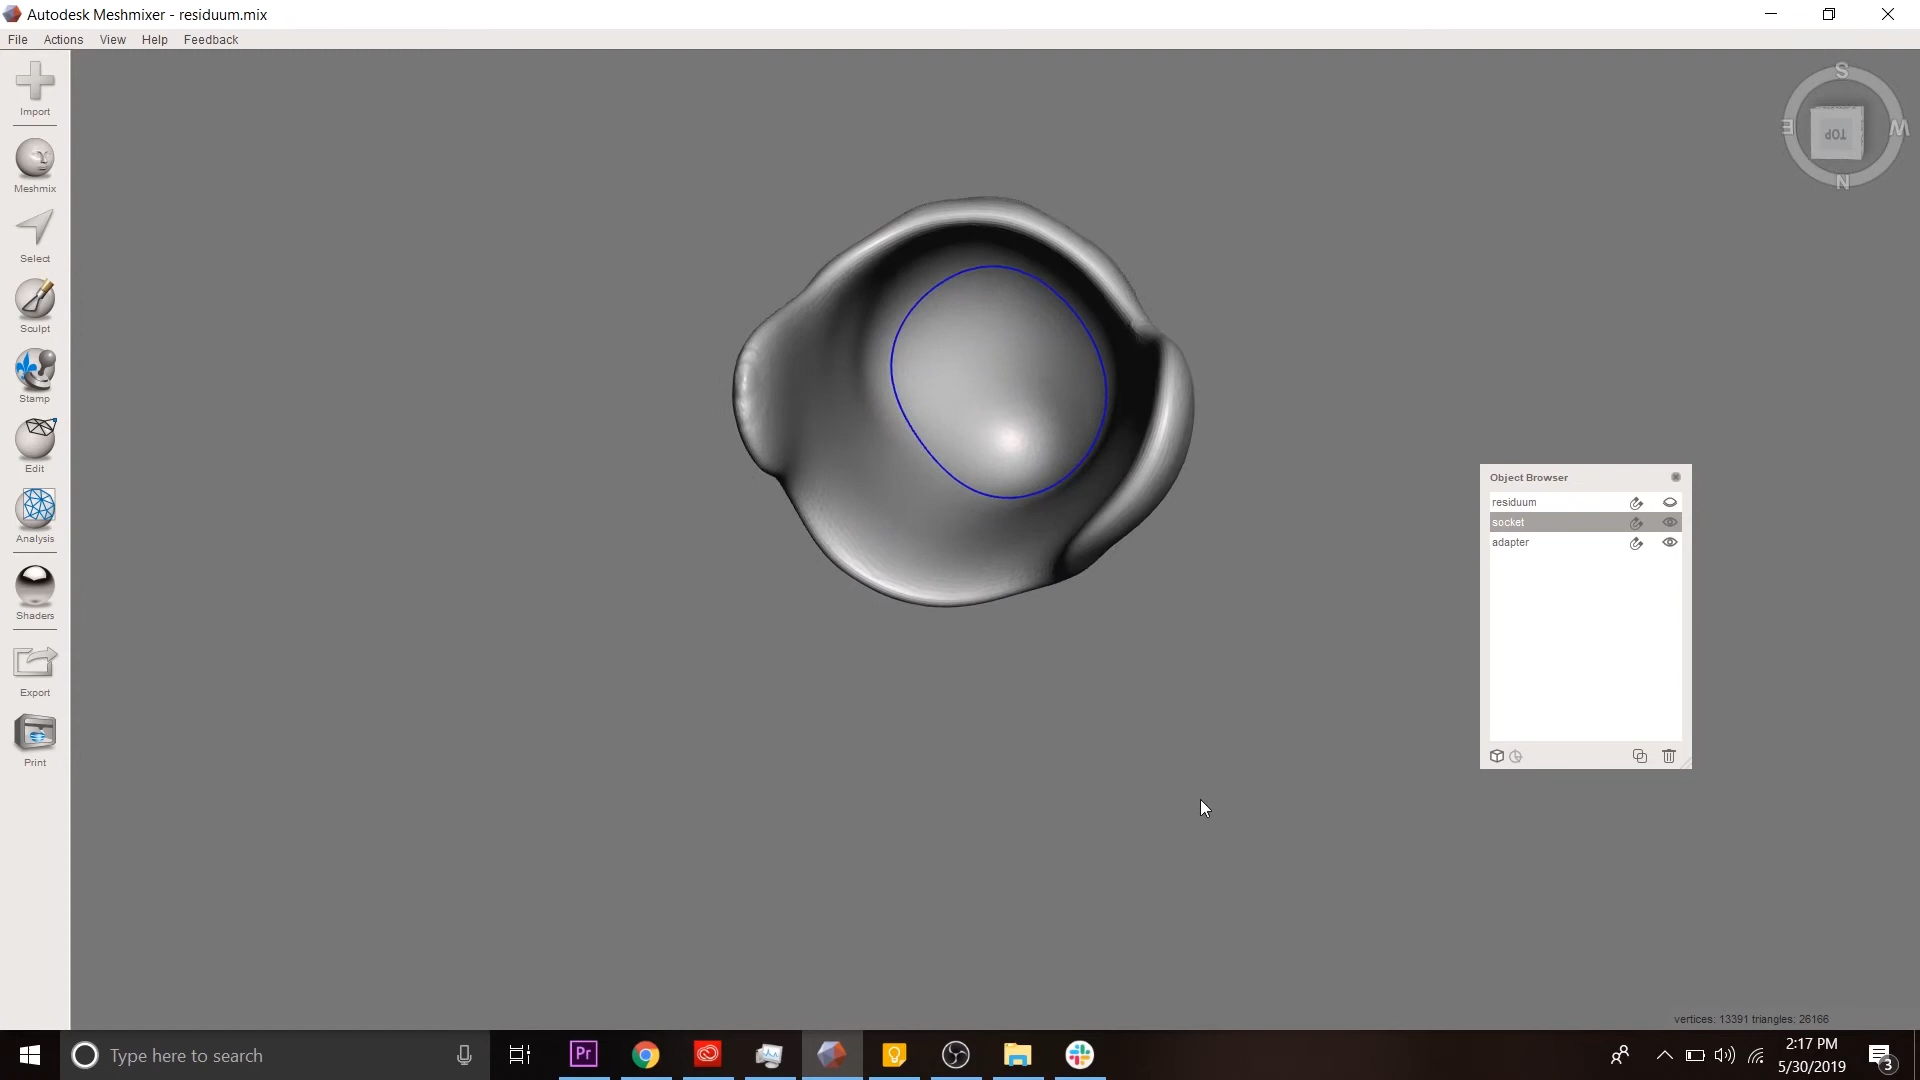 Autodesk Meshmixer - residuum.mix
File Actions View Help Feedback
Import
Meshmix
Select
Sculpt
Stamp
Edit
Analysis
Shaders
Export
Print
S
E
W
N
TOP
Object Browser
residuum
socket
adapter
vertices: 13391 triangles: 26166
Type here to search
Pr
2:17 PM
5/30/2019
3